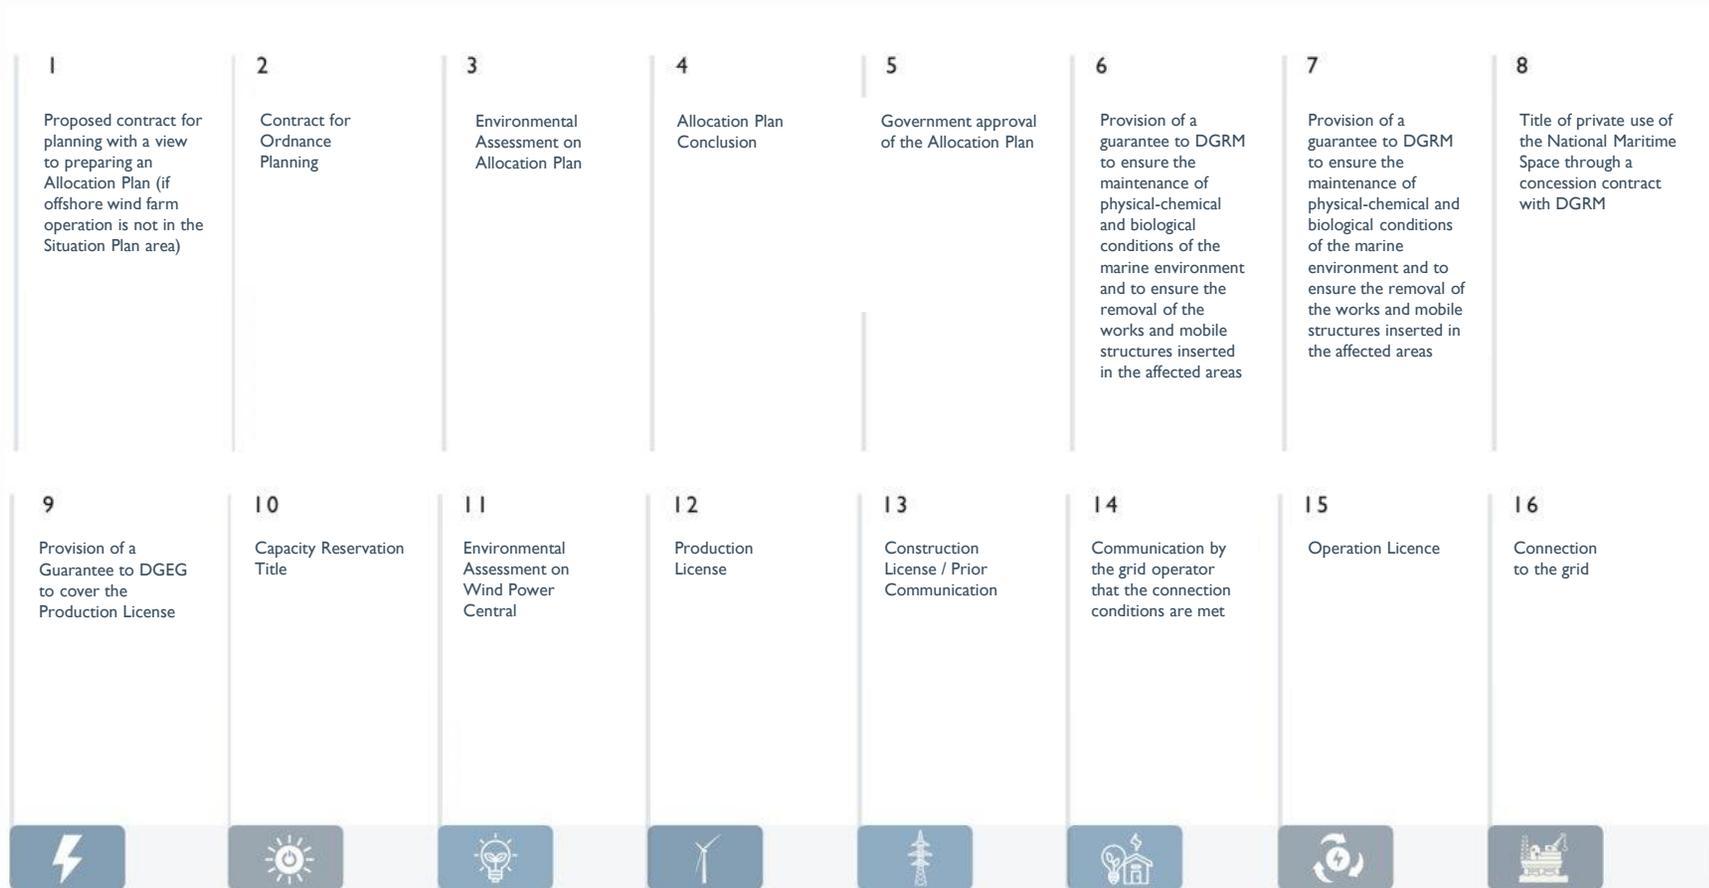 1
Proposed contract for
planning with a view
to preparing an
Allocation Plan (if
offshore wind farm
operation is not in the
Situation Plan area)
2
Contract for
Ordnance
Planning
3
Environmental
Assessment on
Allocation Plan
4
Allocation Plan
Conclusion
5
Government approval
of the Allocation Plan
6
Provision of a
guarantee to DGRM
to ensure the
maintenance of
physical-chemical
and biological
conditions of the
marine environment
and to ensure the
removal of the
works and mobile
structures inserted
in the affected areas
7
Provision of a
guarantee to DGRM
to ensure the
maintenance of
physical-chemical and
biological conditions
of the marine
environment and to
ensure the removal of
the works and mobile
structures inserted in
the affected areas
8
Title of private use of
the National Maritime
Space through a
concession contract
with DGRM
9
Provision of a
Guarantee to DGEG
to cover the
Production License
10
Capacity Reservation
Title
11
Environmental
Assessment on
Wind Power
Central
12
Production
License
13
Construction
License / Prior
Communication
14
Communication by
the grid operator
that the connection
conditions are met
15
Operation Licence
16
Connection
to the grid